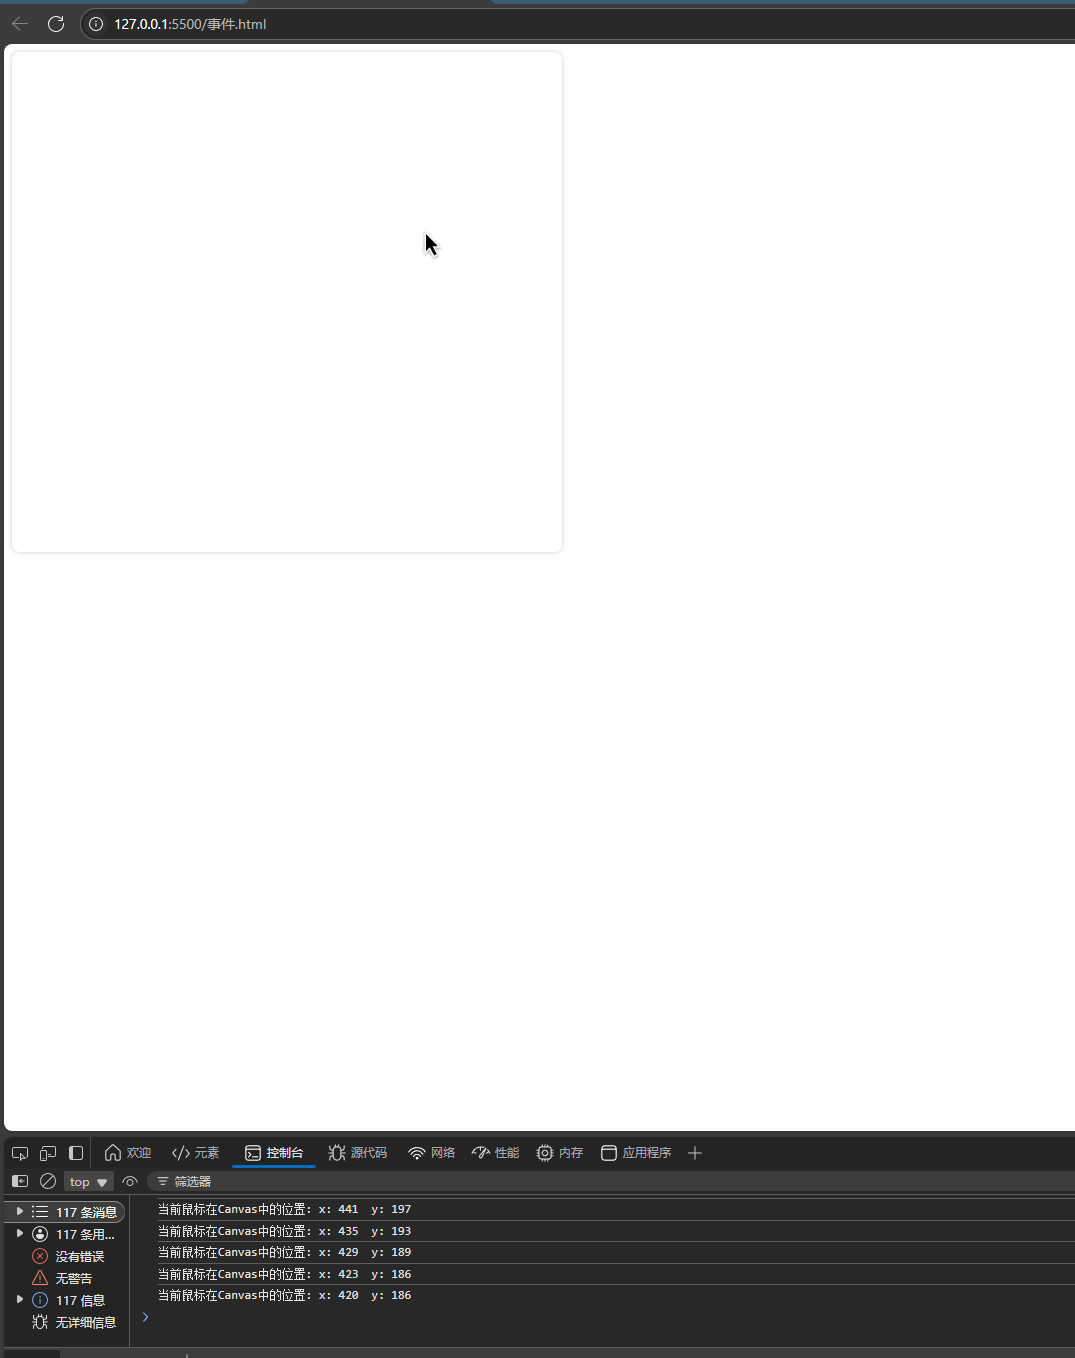 127.0.0.1:5500/事件.html
欢迎 元素 控制台 源代码 网络 性能 内存 应用程序
top 筛选器
117 条消息
117 条用...
没有错误
无警告
117 信息
无详细信息
当前鼠标在Canvas中的位置: x: 441 y: 197
当前鼠标在Canvas中的位置: x: 435 y: 193
当前鼠标在Canvas中的位置: x: 429 y: 189
当前鼠标在Canvas中的位置: x: 423 y: 186
当前鼠标在Canvas中的位置: x: 420 y: 186